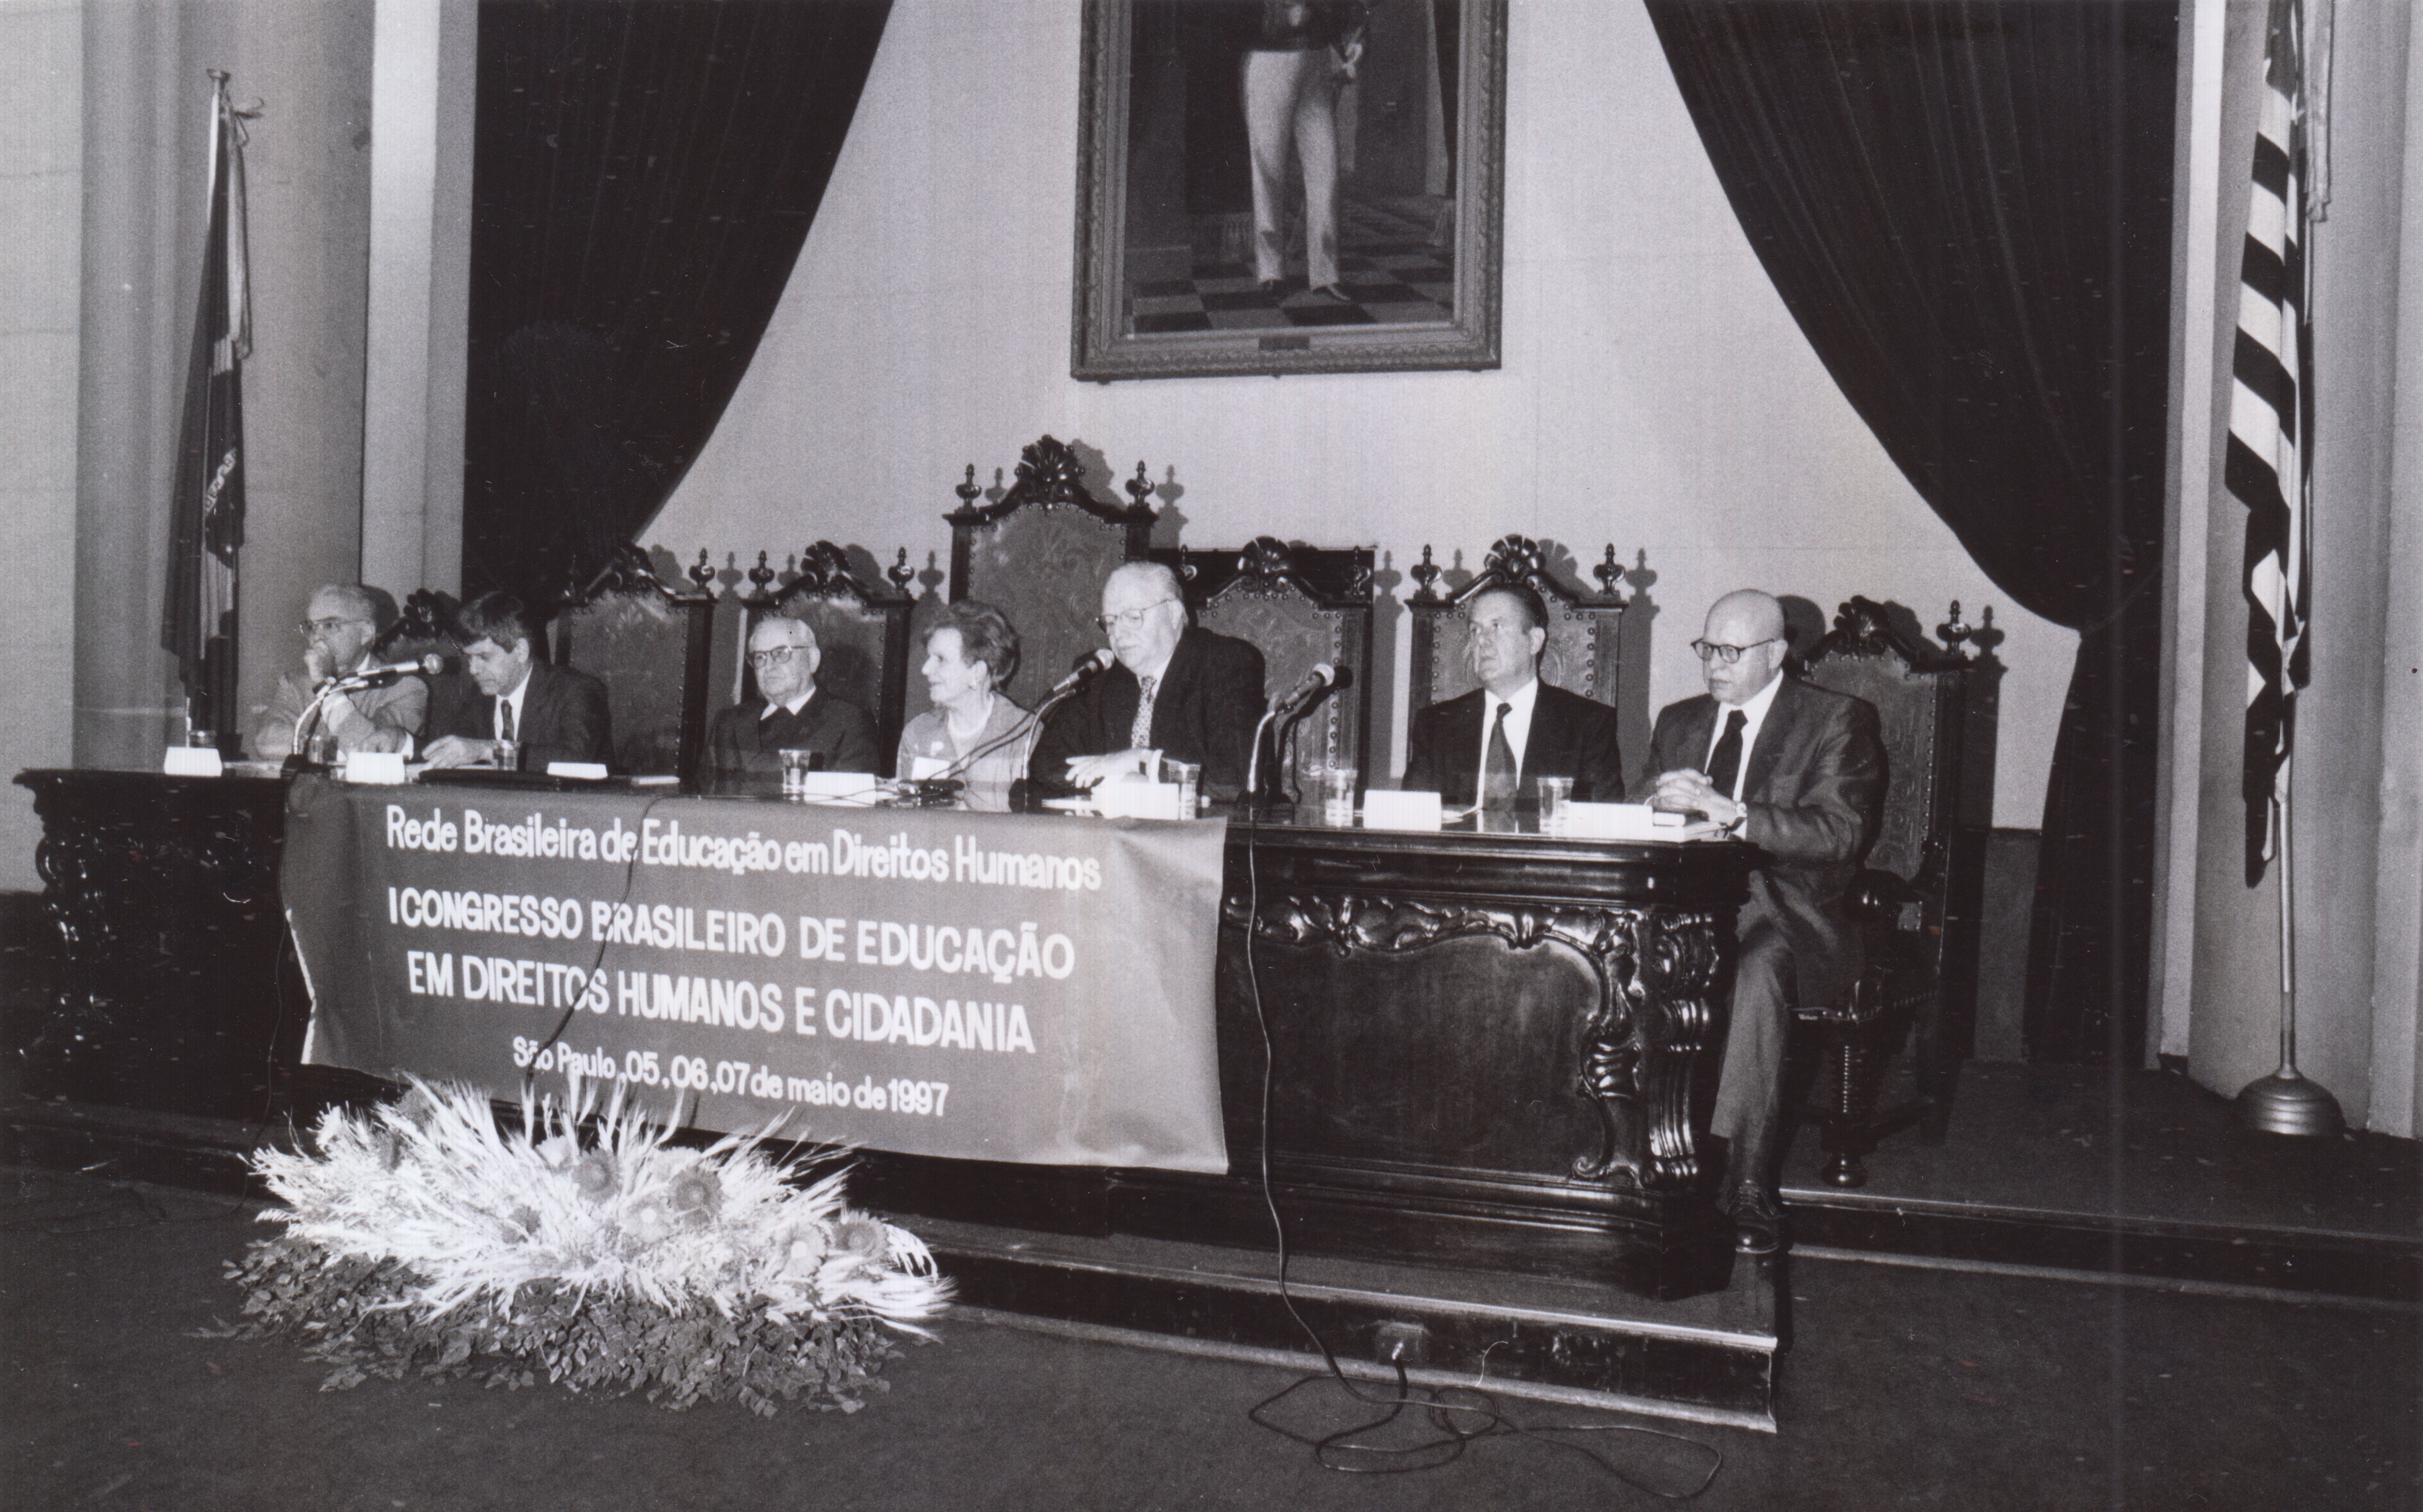 Rede Brasileira de Educação em Direitos Humanos
I CONGRESSO BRASILEIRO DE EDUCAÇÃO
EM DIREITOS HUMANOS E CIDADANIA
São Paulo, 05, 06, 07 de maio de 1997